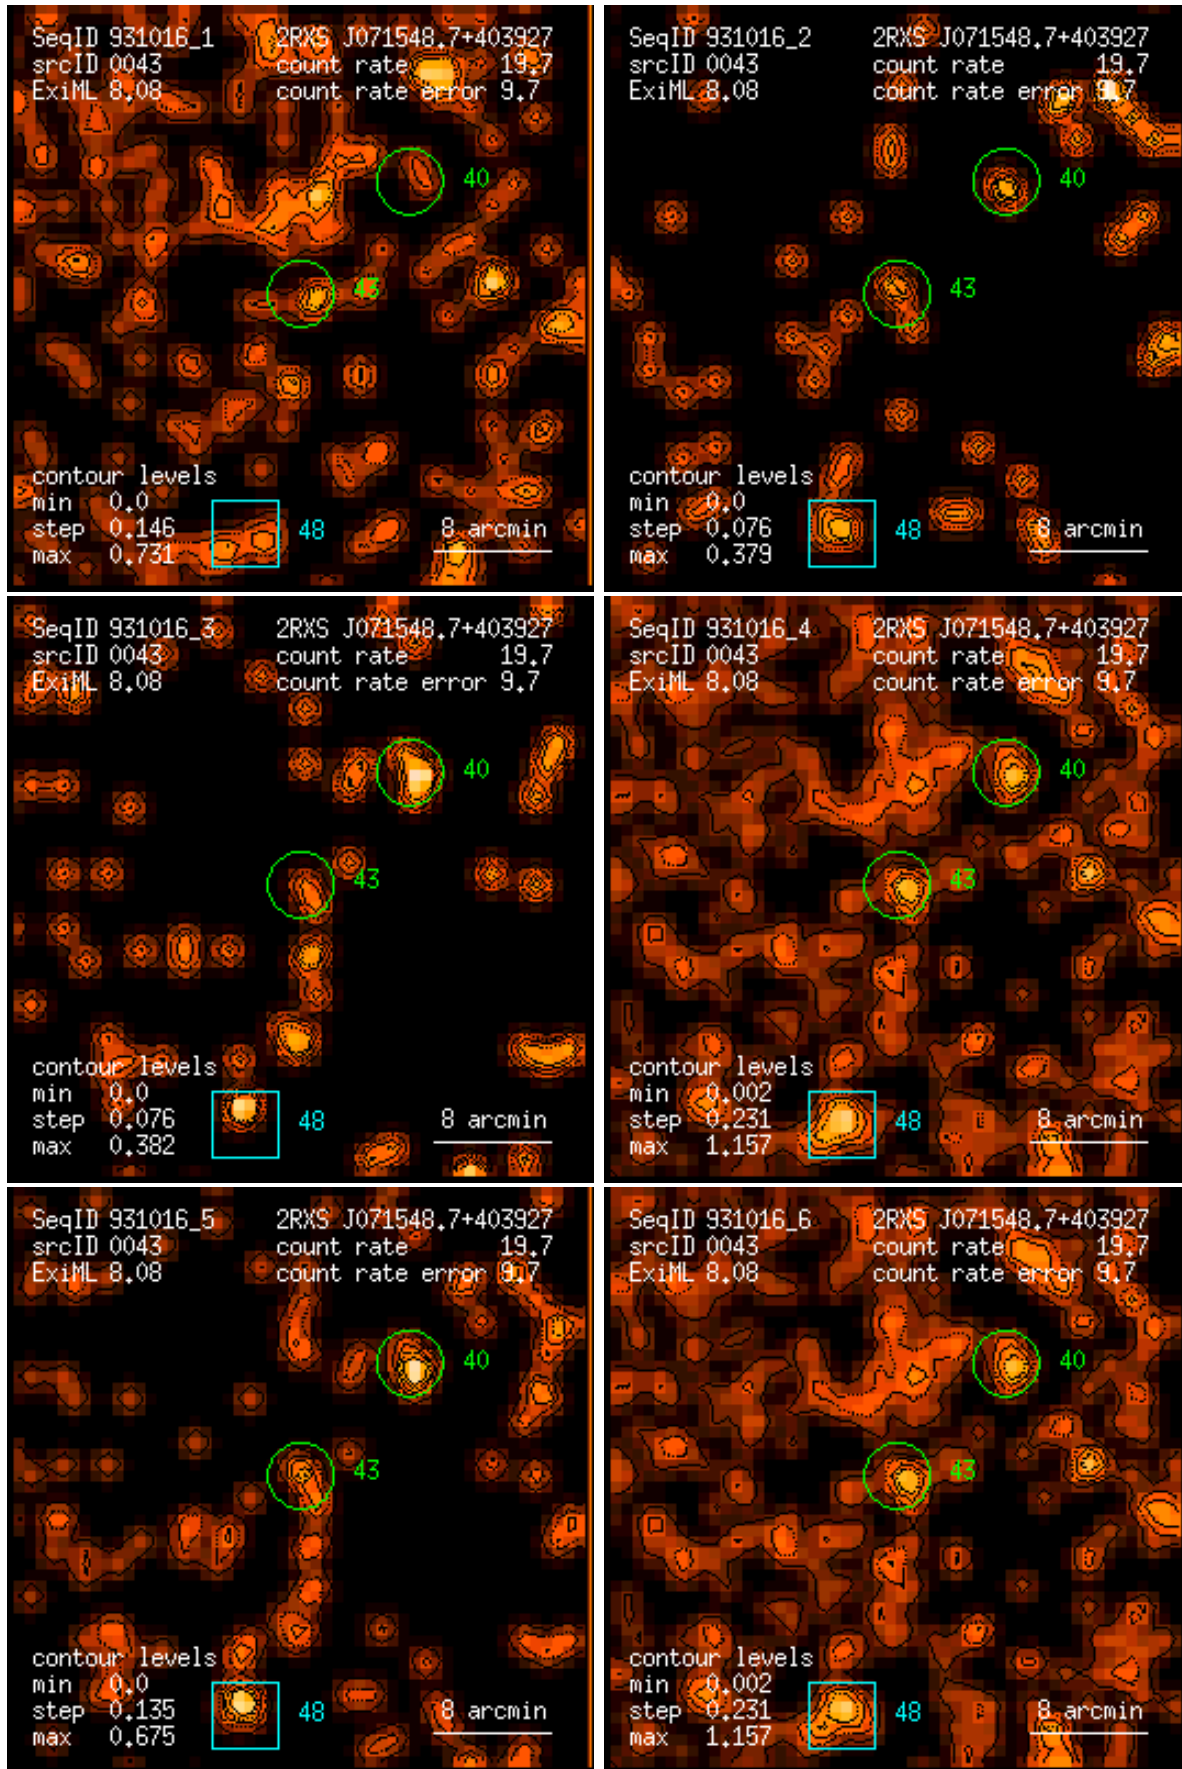 SeqID 931016_1 2RXS J071548.7+403927
srcID 0043 count rate 19.7
ExiML 8.08 count rate error 9.7
40
43
contour levels
min 0.0
step 0.146 48 8 arcmin
max 0.731
SeqID 931016_2 2RXS J071548.7+403927
srcID 0043 count rate 19.7
ExiML 8.08 count rate error 9.7
40
43
contour levels
min 0.0
step 0.076 48 8 arcmin
max 0.379
SeqID 931016_3 2RXS J071548.7+403927
srcID 0043 count rate 19.7
ExiML 8.08 count rate error 9.7
40
43
contour levels
min 0.0
step 0.076 48 8 arcmin
max 0.382
SeqID 931016_4 2RXS J071548.7+403927
srcID 0043 count rate 19.7
ExiML 8.08 count rate error 9.7
40
43
contour levels
min 0.002
step 0.231 48 8 arcmin
max 1.157
SeqID 931016_5 2RXS J071548.7+403927
srcID 0043 count rate 19.7
ExiML 8.08 count rate error 9.7
40
43
contour levels
min 0.0
step 0.135 48 8 arcmin
max 0.675
SeqID 931016_6 2RXS J071548.7+403927
srcID 0043 count rate 19.7
ExiML 8.08 count rate error 9.7
40
43
contour levels
min 0.002
step 0.231 48 8 arcmin
max 1.157